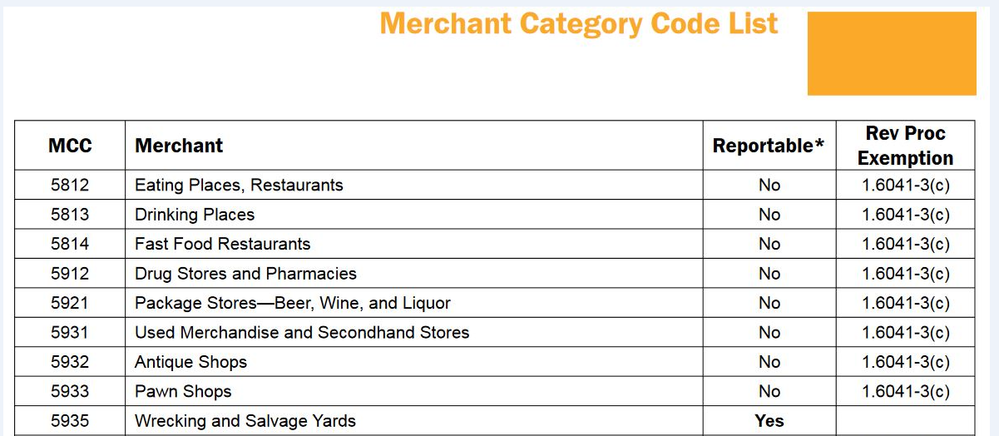 Merchant Category Code List
MCC Merchant Reportable* Rev Proc Exemption
5812 Eating Places, Restaurants No 1.6041-3(c)
5813 Drinking Places No 1.6041-3(c)
5814 Fast Food Restaurants No 1.6041-3(c)
5912 Drug Stores and Pharmacies No 1.6041-3(c)
5921 Package Stores—Beer, Wine, and Liquor No 1.6041-3(c)
5931 Used Merchandise and Secondhand Stores No 1.6041-3(c)
5932 Antique Shops No 1.6041-3(c)
5933 Pawn Shops No 1.6041-3(c)
5935 Wrecking and Salvage Yards Yes